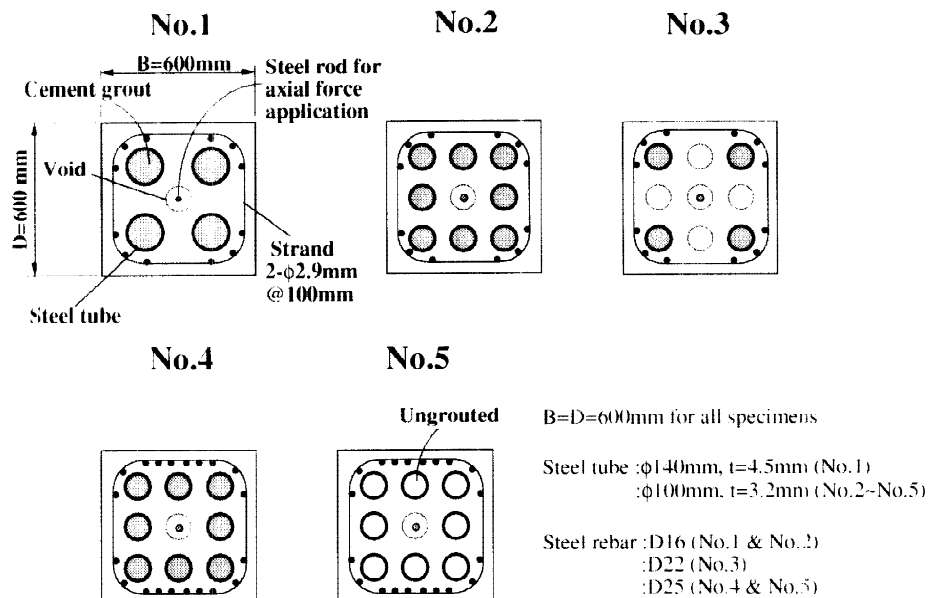 No.1
No.2
No.3
B=600mm
Cement grout
Steel rod for
axial force
application
Void
D=600 mm
Strand
2-ϕ2.9mm
@100mm
Steel tube
No.4
No.5
Ungrouted
B=D=600mm for all specimens
Steel tube :ϕ140mm, t=4.5mm (No.1)
:ϕ100mm, t=3.2mm (No.2~No.5)
Steel rebar :D16 (No.1 & No.2)
:D22 (No.3)
:D25 (No.4 & No.5)